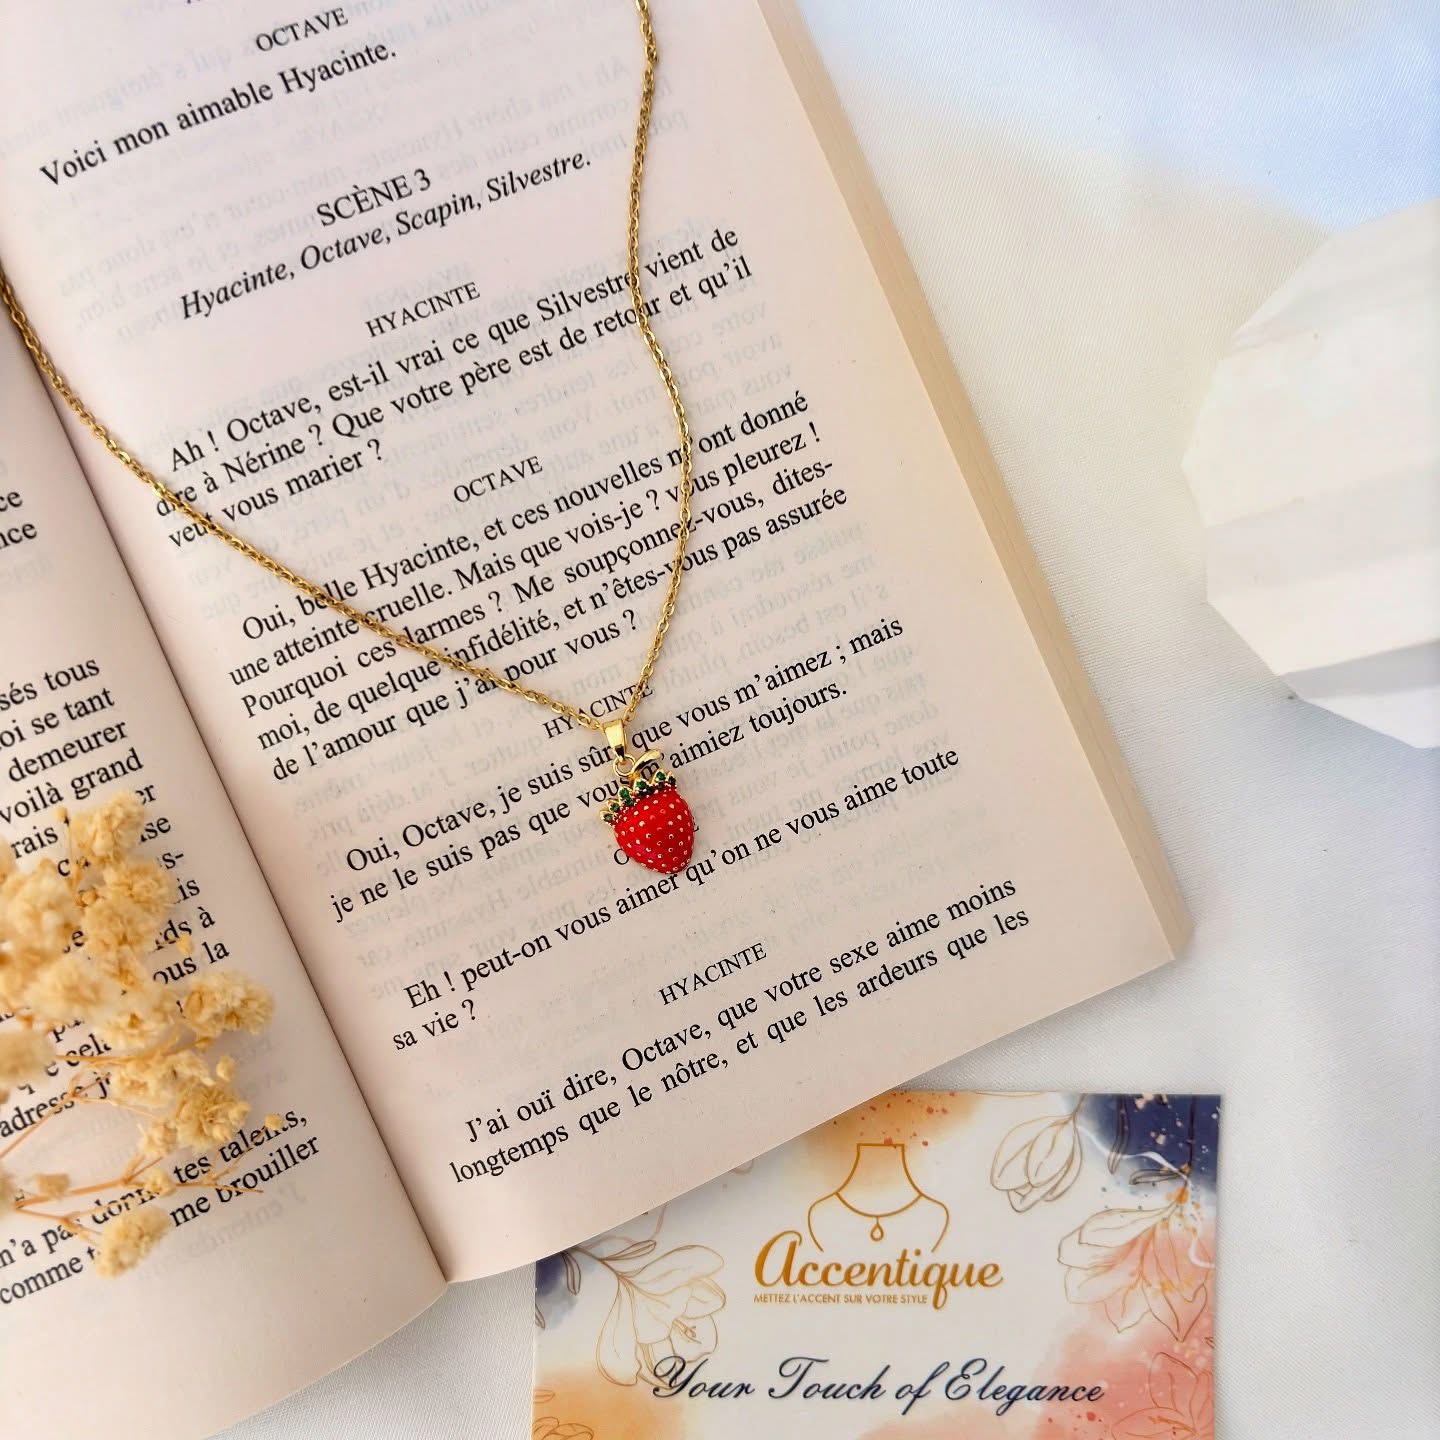 OCTAVE
Voici mon aimable Hyacinte.
SCÈNE 3
Hyacinte, Octave, Scapin, Silvestre.
HYACINTE
Ah ! Octave, est-il vrai ce que Silvestre vient de
dire à Nérine ? Que votre père est de retour et qu’il
veut vous marier ?
OCTAVE
Oui, belle Hyacinte, et ces nouvelles m’ont donné
une atteinte cruelle. Mais que vois-je ? vous pleurez !
Pourquoi ces larmes ? Me soupçonnez-vous, dites-
moi, de quelque infidélité, et n’êtes-vous pas assurée
de l’amour que j’ai pour vous ?
HYACINTE
Oui, Octave, je suis sûre que vous m’aimez ; mais
je ne le suis pas que vous m’aimiez toujours.
Eh ! peut-on vous aimer qu’on ne vous aime toute
sa vie ?
HYACINTE
J’ai ouï dire, Octave, que votre sexe aime moins
longtemps que le nôtre, et que les ardeurs que les
tous
se tant
demeurer
voilà grand
la
adresse
tes talents,
me brouiller
comme
Accentique
METTEZ L’ACCENT SUR VOTRE STYLE
Your Touch of Elegance